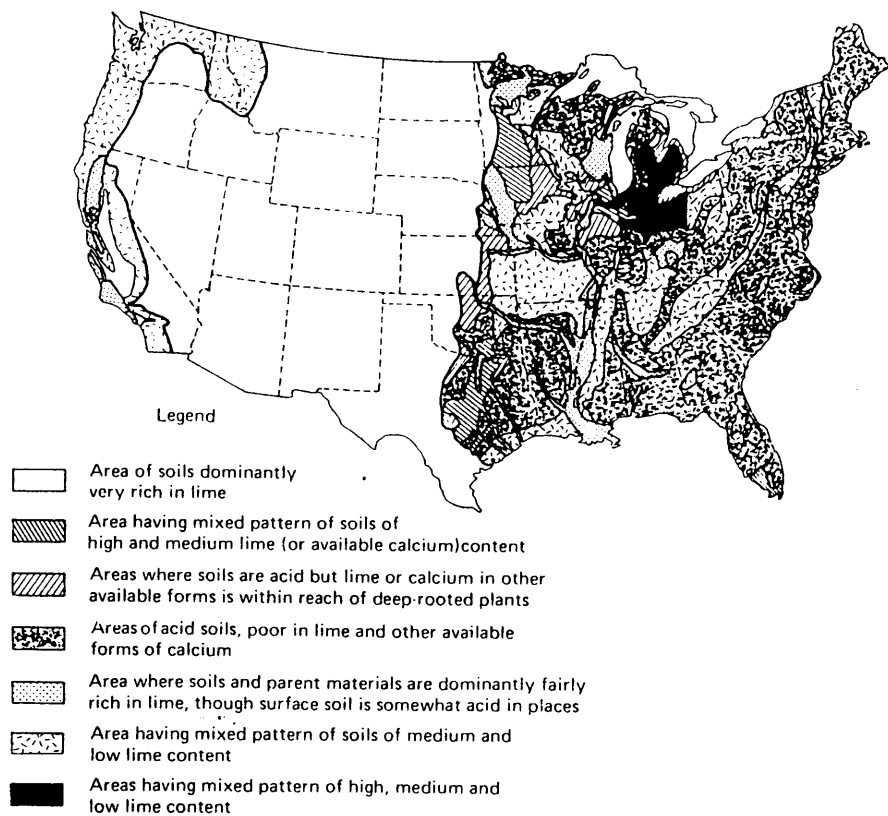 Legend
Area of soils dominantly
very rich in lime
Area having mixed pattern of soils of
high and medium lime (or available calcium)content
Areas where soils are acid but lime or calcium in other
available forms is within reach of deep-rooted plants
Areas of acid soils, poor in lime and other available
forms of calcium
Area where soils and parent materials are dominantly fairly
rich in lime, though surface soil is somewhat acid in places
Area having mixed pattern of soils of medium and
low lime content
Areas having mixed pattern of high, medium and
low lime content